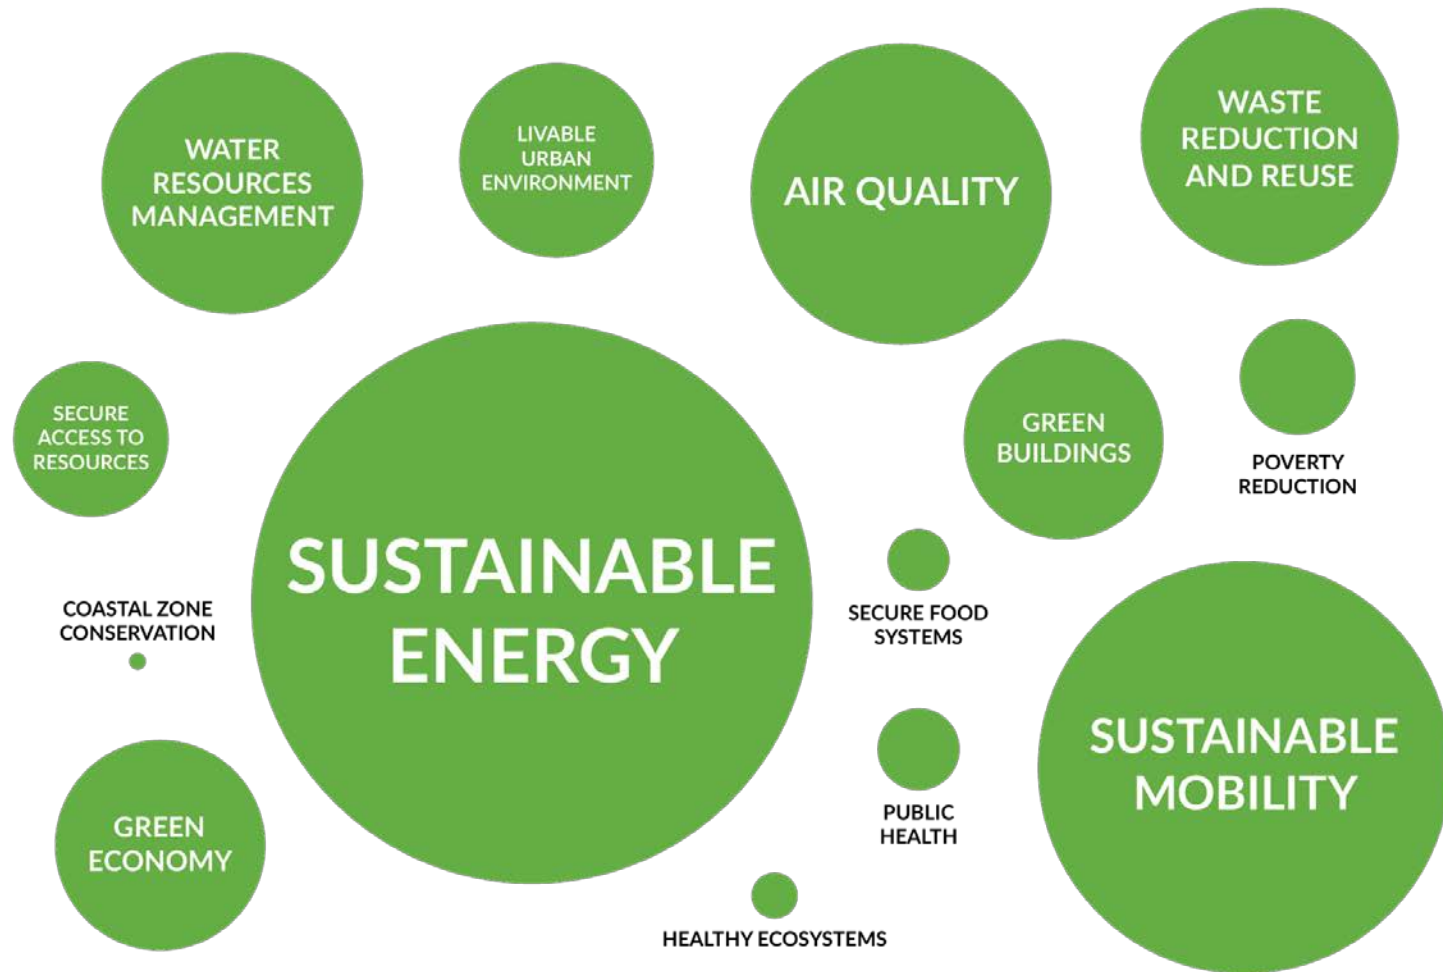 WATER
RESOURCES
MANAGEMENT
LIVABLE
URBAN
ENVIRONMENT
AIR QUALITY
WASTE
REDUCTION
AND REUSE
SECURE
ACCESS TO
RESOURCES
GREEN
BUILDINGS
POVERTY
REDUCTION
SUSTAINABLE
ENERGY
COASTAL ZONE
CONSERVATION
SECURE FOOD
SYSTEMS
SUSTAINABLE
MOBILITY
GREEN
ECONOMY
PUBLIC
HEALTH
HEALTHY ECOSYSTEMS